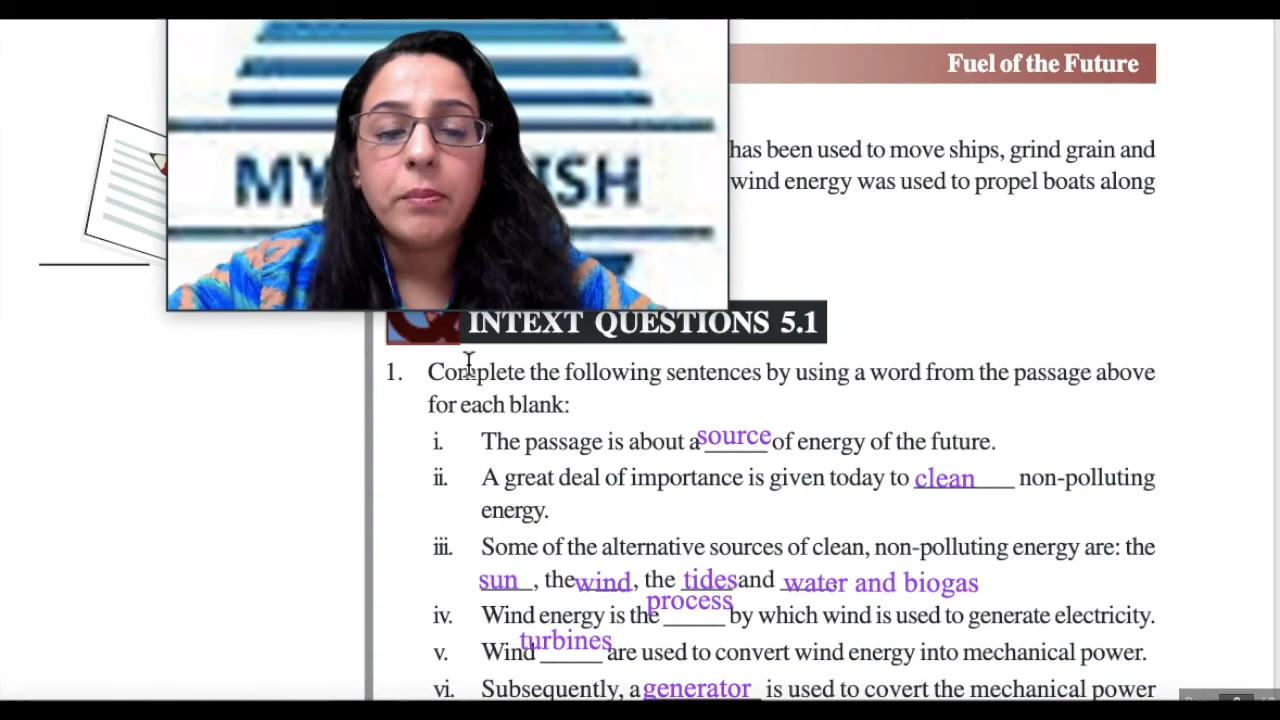 Fuel of the Future
has been used to move ships, grind grain and
wind energy was used to propel boats along
MY ISH
INTEXT QUESTIONS 5.1
1. Complete the following sentences by using a word from the passage above
for each blank:
i. The passage is about a source of energy of the future.
ii. A great deal of importance is given today to clean non-polluting
energy.
iii. Some of the alternative sources of clean, non-polluting energy are: the
sun, the wind, the tides and water and biogas
iv. Wind energy is the process by which wind is used to generate electricity.
v. Wind turbines are used to convert wind energy into mechanical power.
vi. Subsequently, a generator is used to covert the mechanical power